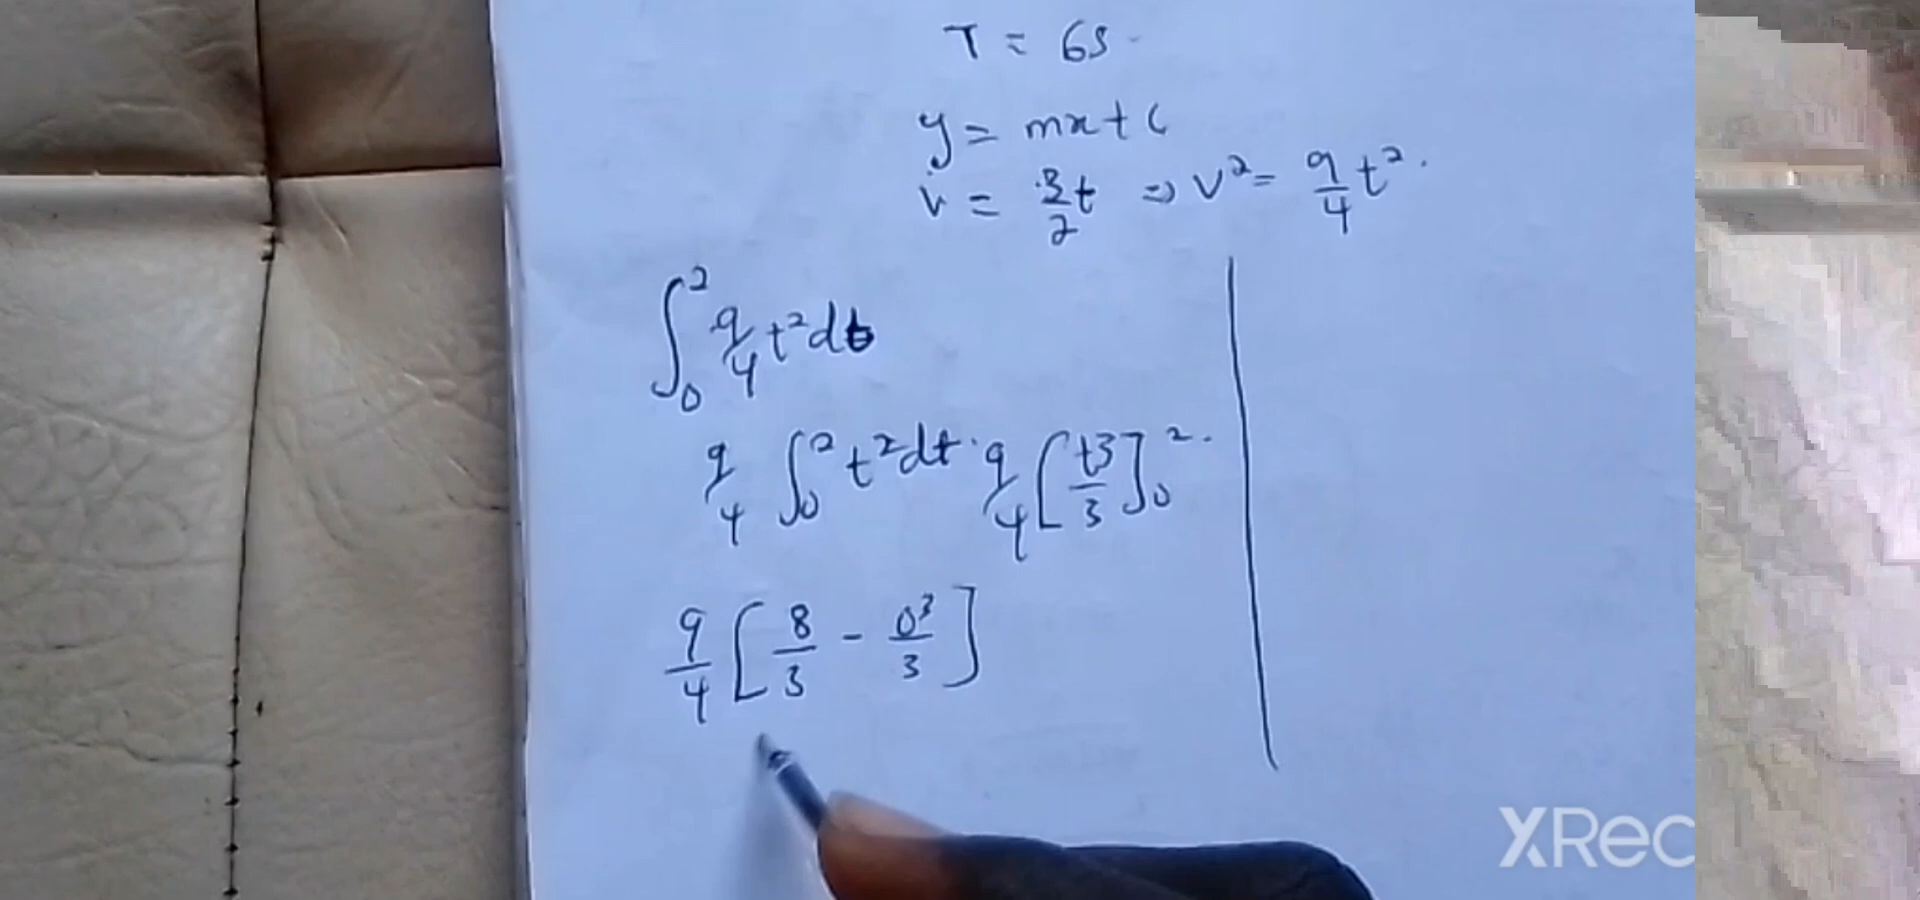 T = 6s
y = mx + c
v = 3/2 t => v² = 9/4 t².
∫₀² 9/4 t² dt
9/4 ∫₀² t² dt · 9/4 [t3/3]₀².
9/4 [8/3 - 0³/3]
XRec